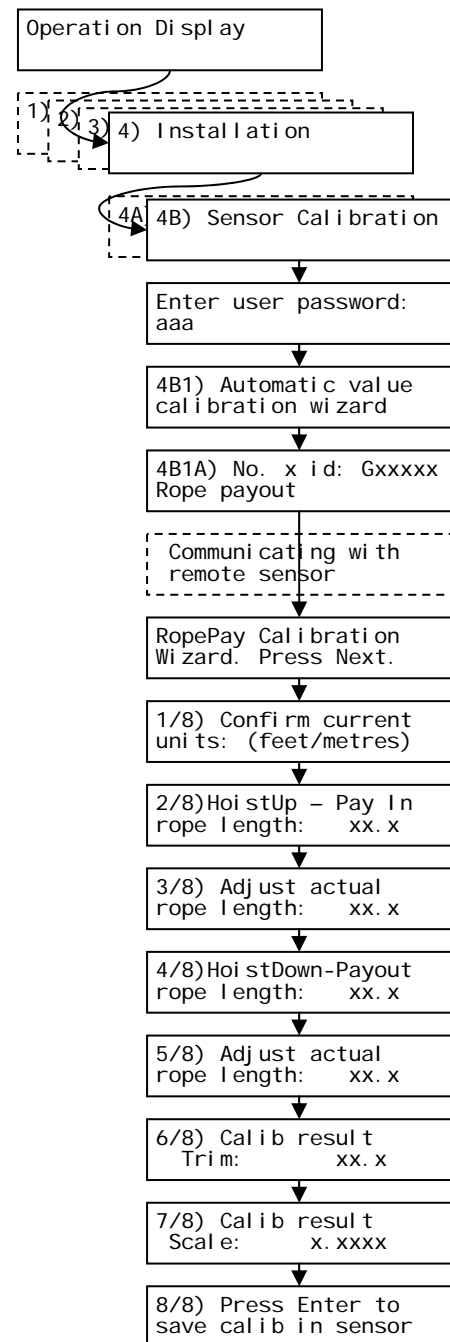 Operation Display
1)
2)
3)
4) Installation
4A
4B) Sensor Calibration
Enter user password:
aaa
4B1) Automatic value
calibration wizard
4B1A) No. x id: Gxxxxx
Rope payout
Communicating with
remote sensor
RopePay Calibration
Wizard. Press Next.
1/8) Confirm current
units: (feet/metres)
2/8)HoistUp – Pay In
rope length: xx.x
3/8) Adjust actual
rope length: xx.x
4/8)HoistDown-Payout
rope length: xx.x
5/8) Adjust actual
rope length: xx.x
6/8) Calib result
Trim: xx.x
7/8) Calib result
Scale: x.xxxx
8/8) Press Enter to
save calib in sensor